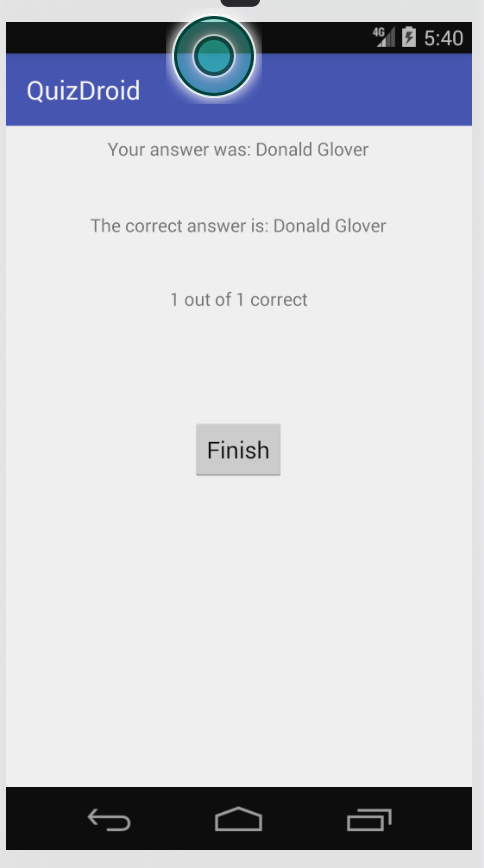 4G 5:40
QuizDroid
Your answer was: Donald Glover
The correct answer is: Donald Glover
1 out of 1 correct
Finish